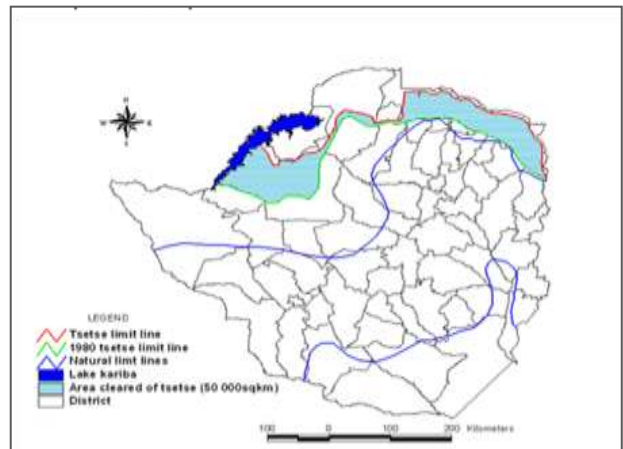 N
W E
S
LEGEND
Tsetse limit line
1980 tsetse limit line
Natural limt lines
Lake kariba
Area cleared of tsetse (50 000sqkm)
District
100 0 100 200 Kilometers